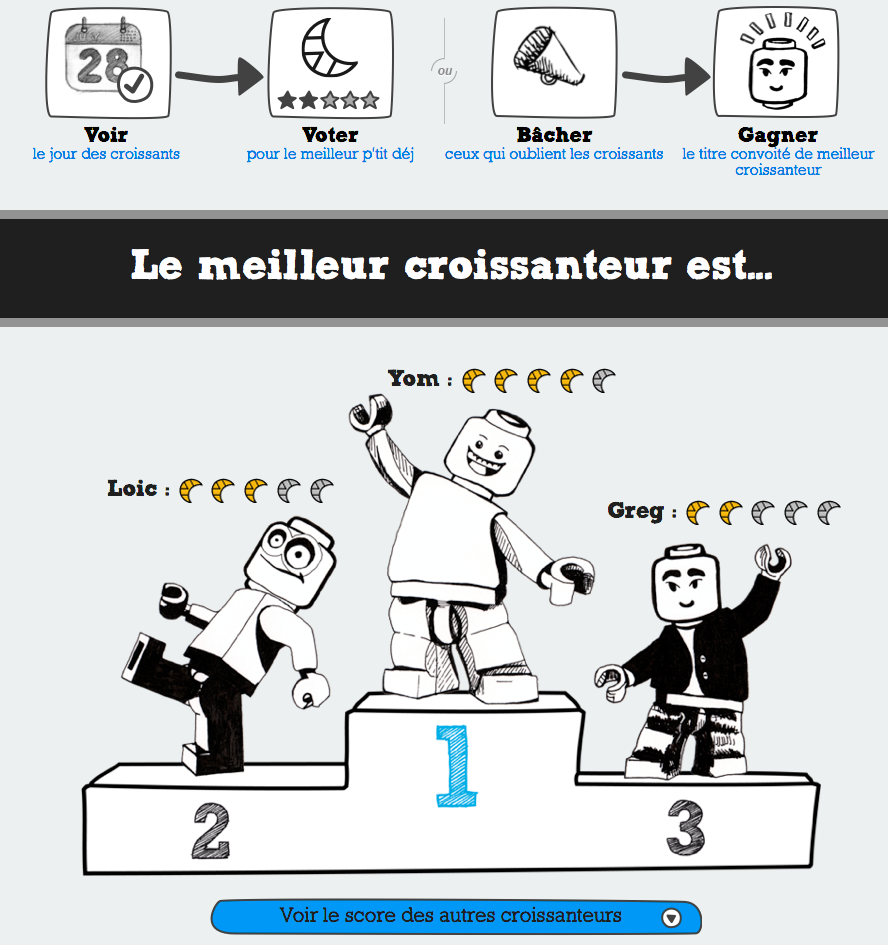 28
ou
Voir
Voter
Bâcher
Gagner
le jour des croissants
pour le meilleur p'tit déj
ceux qui oublient les croissants
le titre convoité de meilleur
croissanteur
Le meilleur croissanteur est...
Yom :
Loic :
Greg :
1
2
3
Voir le score des autres croissanteurs